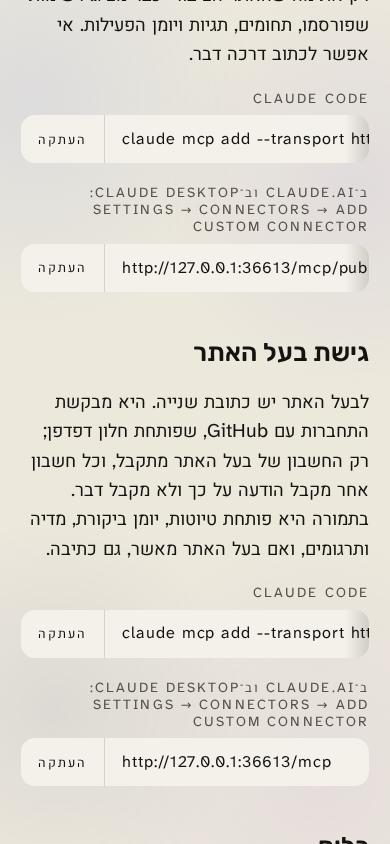 שפורסמו, תחומים, תגיות ויומן הפעילות. אי
אפשר לכתוב דרכה דבר.
CLAUDE CODE
העתקה
claude mcp add --transport htt
ב־CLAUDE.AI וב־CLAUDE DESKTOP:
SETTINGS → CONNECTORS → ADD
CUSTOM CONNECTOR
העתקה
http://127.0.0.1:36613/mcp/pub
גישת בעל האתר
לבעל האתר יש כתובת שנייה. היא מבקשת
התחברות עם GitHub, שפותחת חלון דפדפן;
רק החשבון של בעל האתר מתקבל, וכל חשבון
אחר מקבל הודעה על כך ולא מקבל דבר.
בתמורה היא פותחת טיוטות, יומן ביקורת, מדיה
ותרגומים, ואם בעל האתר מאשר, גם כתיבה.
CLAUDE CODE
העתקה
claude mcp add --transport htt
ב־CLAUDE.AI וב־CLAUDE DESKTOP:
SETTINGS → CONNECTORS → ADD
CUSTOM CONNECTOR
העתקה
http://127.0.0.1:36613/mcp